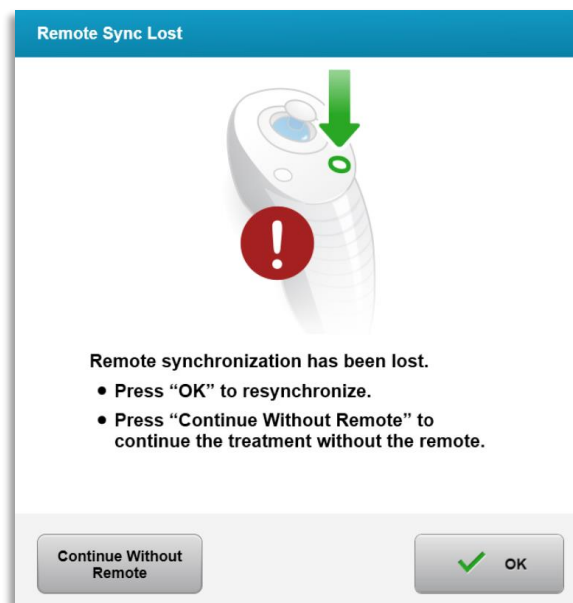 Remote Sync Lost
Remote synchronization has been lost.
• Press “OK” to resynchronize.
• Press “Continue Without Remote” to
continue the treatment without the remote.
Continue Without
Remote
OK